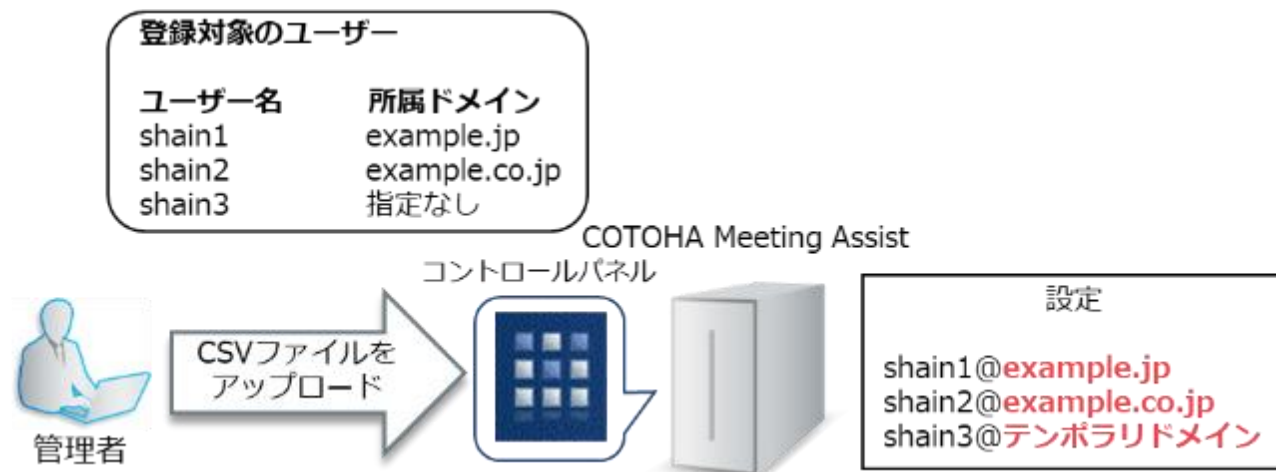 登録対象のユーザー
ユーザー名 所属ドメイン
shain1 example.jp
shain2 example.co.jp
shain3 指定なし
COTOHA Meeting Assist
コントロールパネル
CSVファイルを
アップロード
管理者
設定
shain1@example.jp
shain2@example.co.jp
shain3@テンポラリドメイン